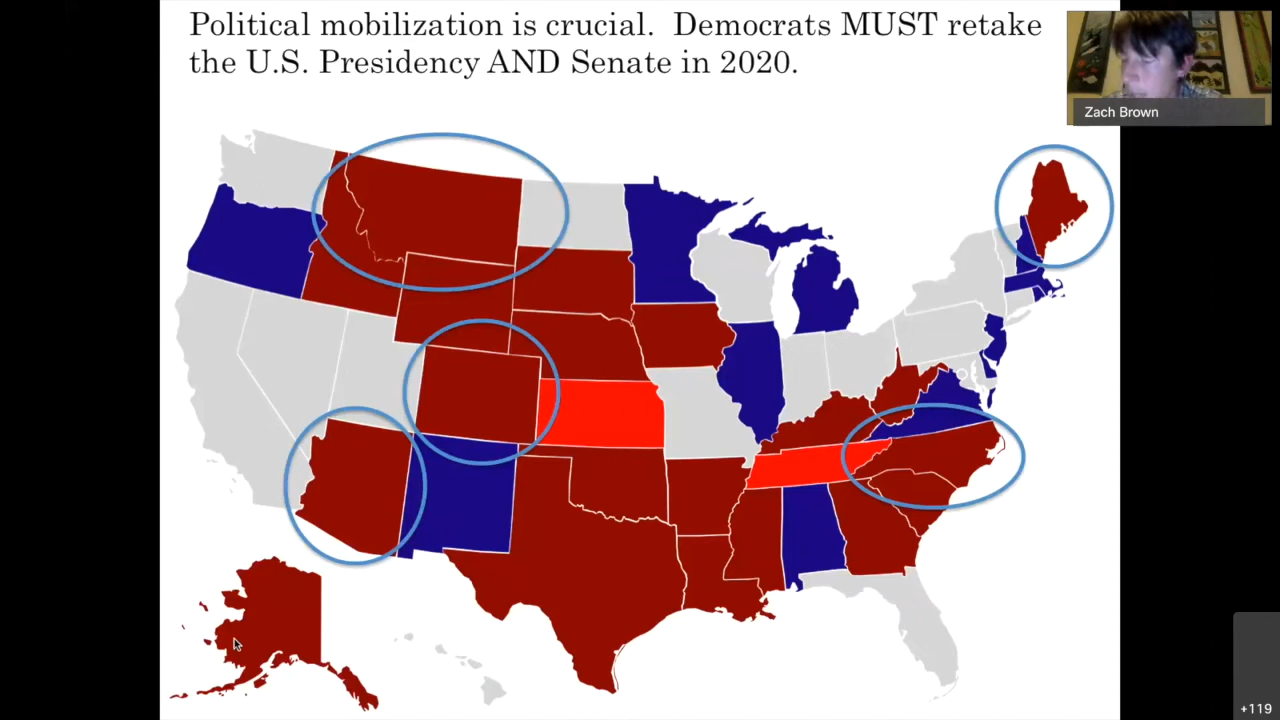 Political mobilization is crucial.  Democrats MUST retake
the U.S. Presidency AND Senate in 2020.
Zach Brown
+119